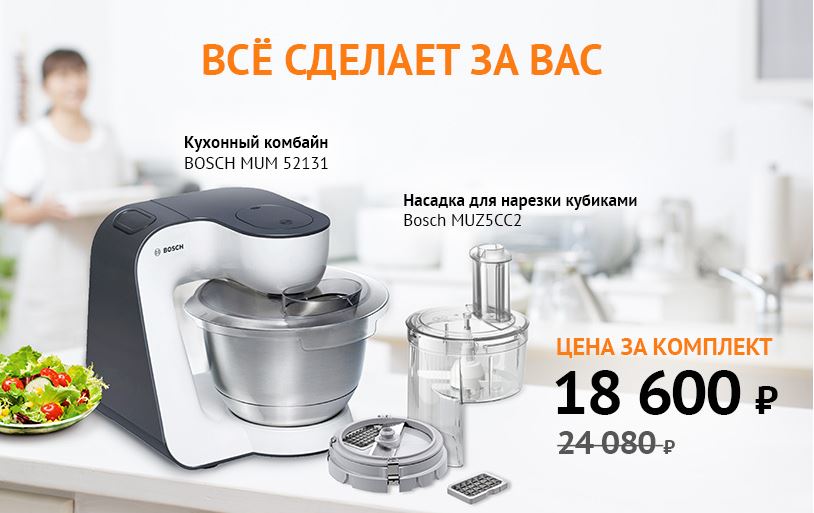 ВСЁ СДЕЛАЕТ ЗА ВАС
Кухонный комбайн
BOSCH MUM 52131
Насадка для нарезки кубиками
Bosch MUZ5CC2
BOSCH
ЦЕНА ЗА КОМПЛЕКТ
18 600 ₽
24 080 ₽